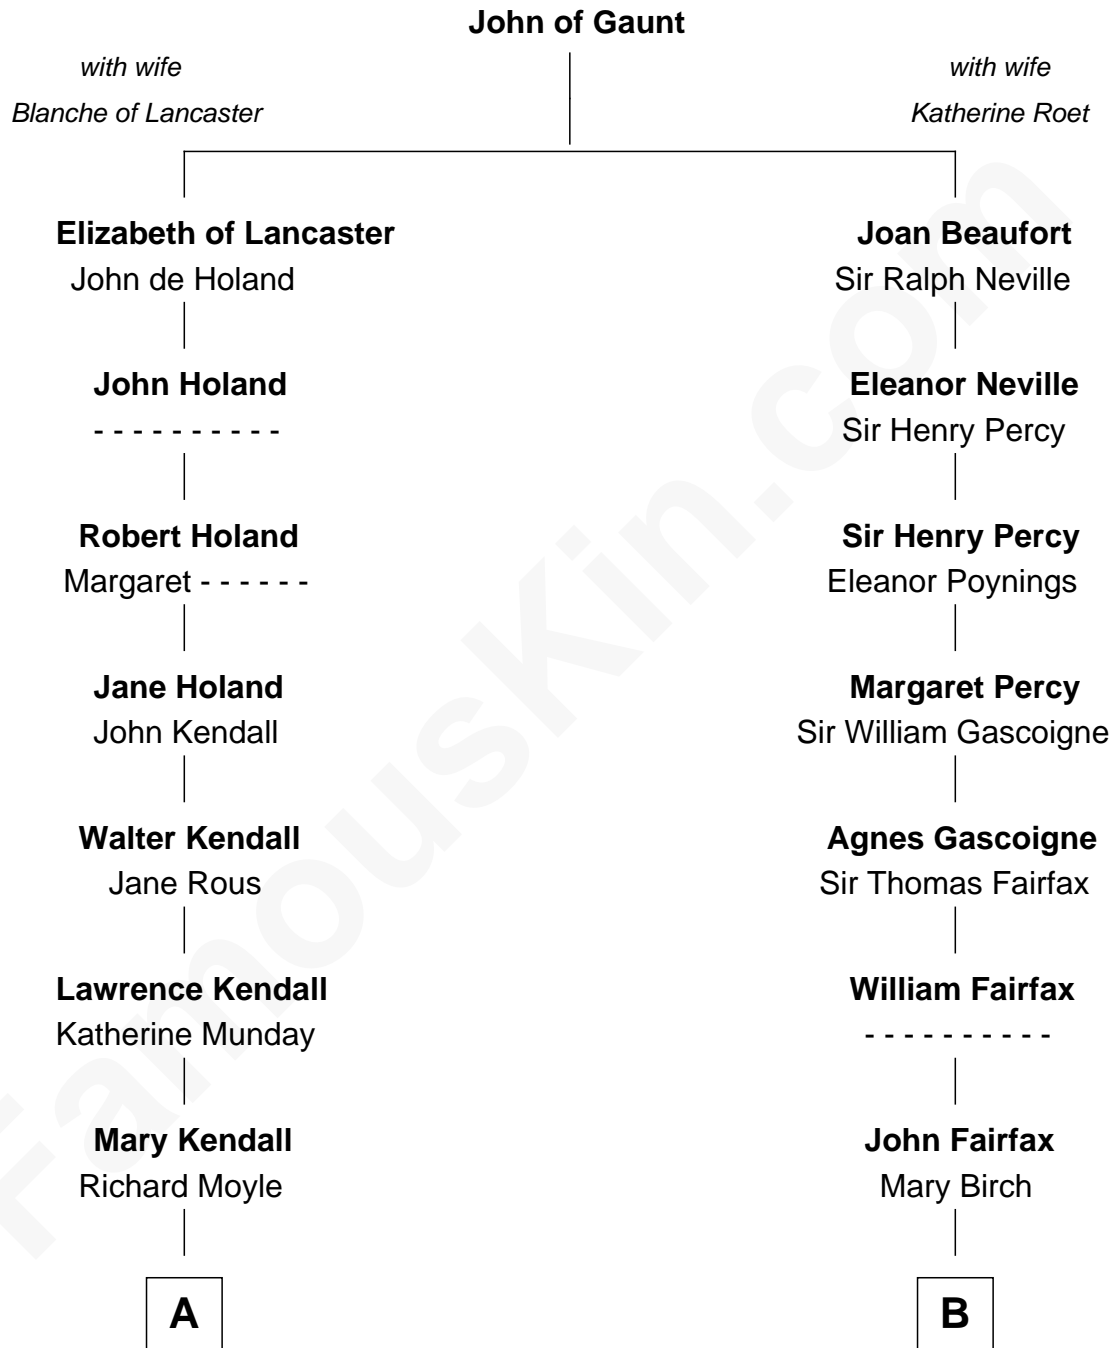 John of Gaunt
with wife
Blanche of Lancaster
with wife
Katherine Roet
Elizabeth of Lancaster
John de Holand
Joan Beaufort
Sir Ralph Neville
John Holand
- - - - - - - - - -
Eleanor Neville
Sir Henry Percy
Robert Holand
Margaret - - - - - -
Sir Henry Percy
Eleanor Poynings
Jane Holand
John Kendall
Margaret Percy
Sir William Gascoigne
Walter Kendall
Jane Rous
Agnes Gascoigne
Sir Thomas Fairfax
Lawrence Kendall
Katherine Munday
William Fairfax
- - - - - - - - - -
Mary Kendall
Richard Moyle
John Fairfax
Mary Birch
A
B
FamousKin.com